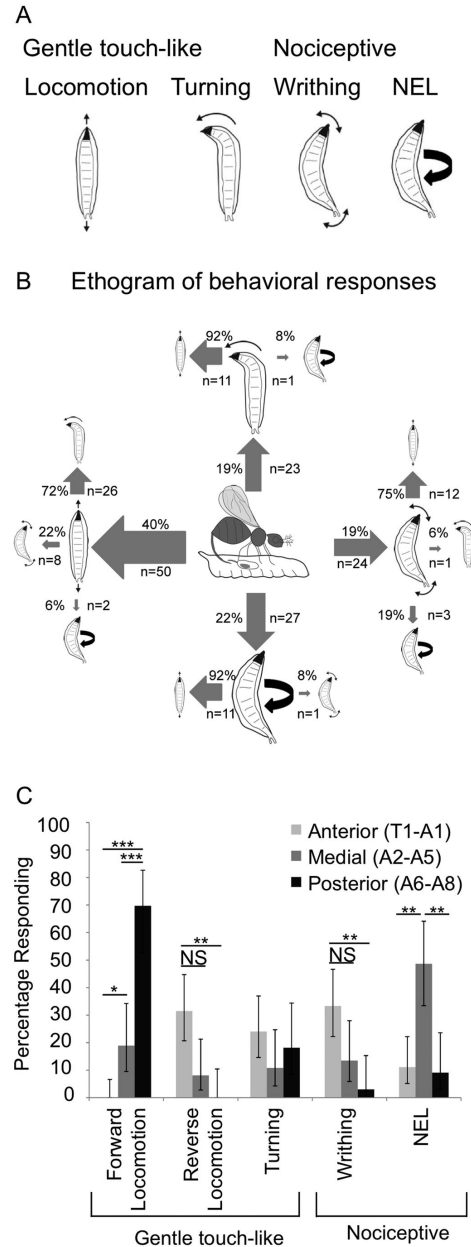 A
Gentle touch-like Nociceptive
Locomotion Turning Writhing NEL
B Ethogram of behavioral responses
92% 8%
n=11 n=1
19% n=23
72% n=26
22%
n=8
6% n=2
40%
n=50
19%
n=24
75% n=12
6%
n=1
19% n=3
22% n=27
92% 8%
n=11 n=1
C
Percentage Responding
100
90
80
70
60
50
40
30
20
10
0
Anterior (T1-A1)
Medial (A2-A5)
Posterior (A6-A8)
***
***
*
**
NS
**
NS
** **
Forward
Locomotion
Reverse
Locomotion
Turning
Writhing
NEL
Gentle touch-like
Nociceptive